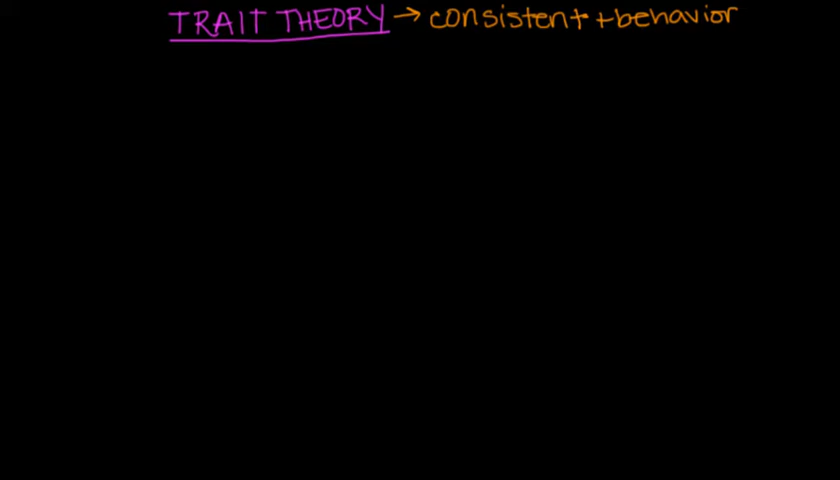 TRAIT THEORY → consistent + behavior